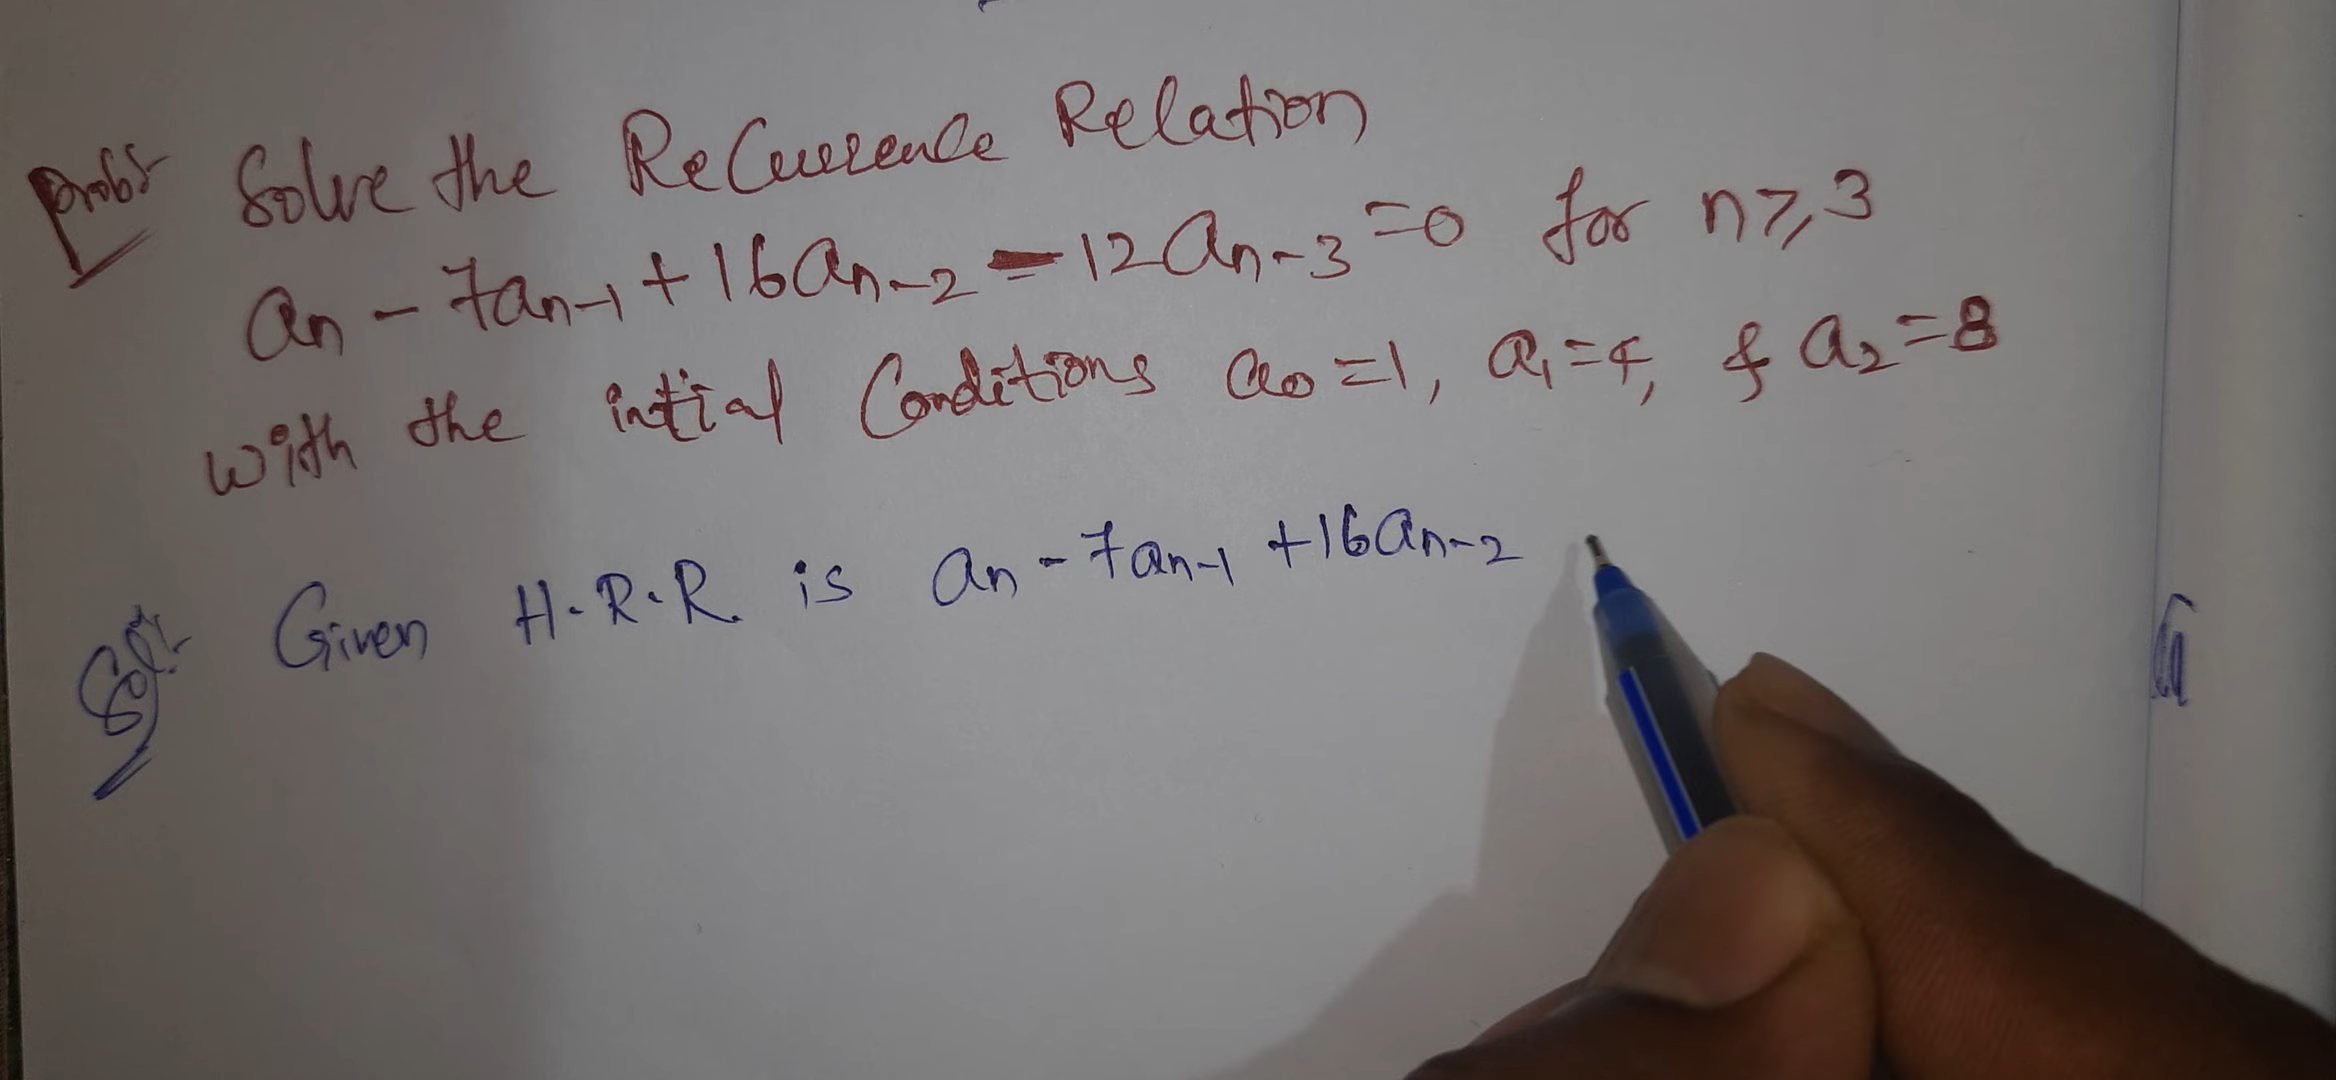 Prob:- Solve the Recurrence Relation
an - 7an-1 + 16an-2 - 12an-3 = 0 for n ≥ 3
with the intial Conditions a0 = 1, a1 = 4, & a2 = 8
Sol:- Given H.R.R. is an - 7an-1 + 16an-2